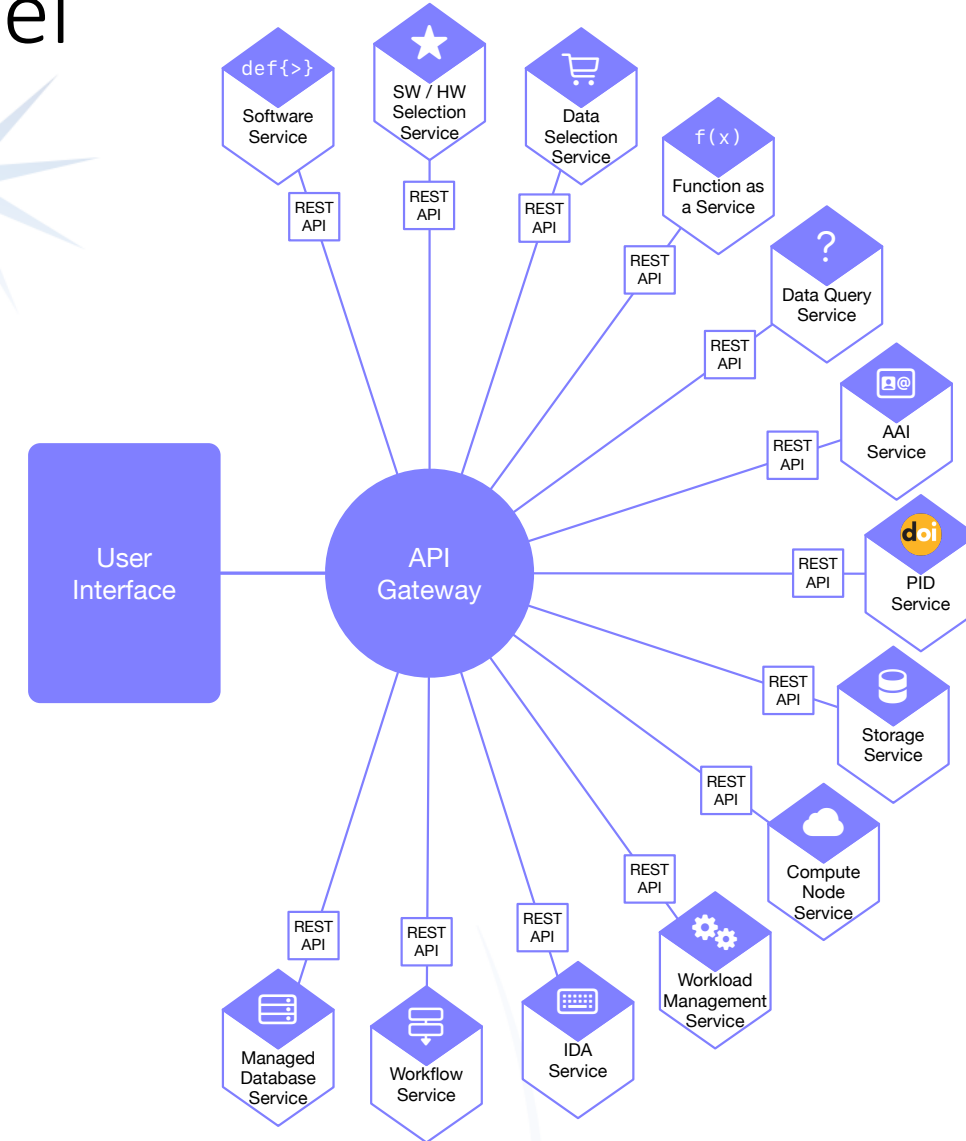 el
def{>}
Software
Service
SW / HW
Selection
Service
Data
Selection
Service
f(x)
Function as
a Service
?
Data Query
Service
@
AAI
Service
doi
PID
Service
Storage
Service
Compute
Node
Service
Workload
Management
Service
IDA
Service
Workflow
Service
Managed
Database
Service
REST
API
REST
API
REST
API
REST
API
REST
API
REST
API
REST
API
REST
API
REST
API
REST
API
REST
API
REST
API
REST
API
User
Interface
API
Gateway